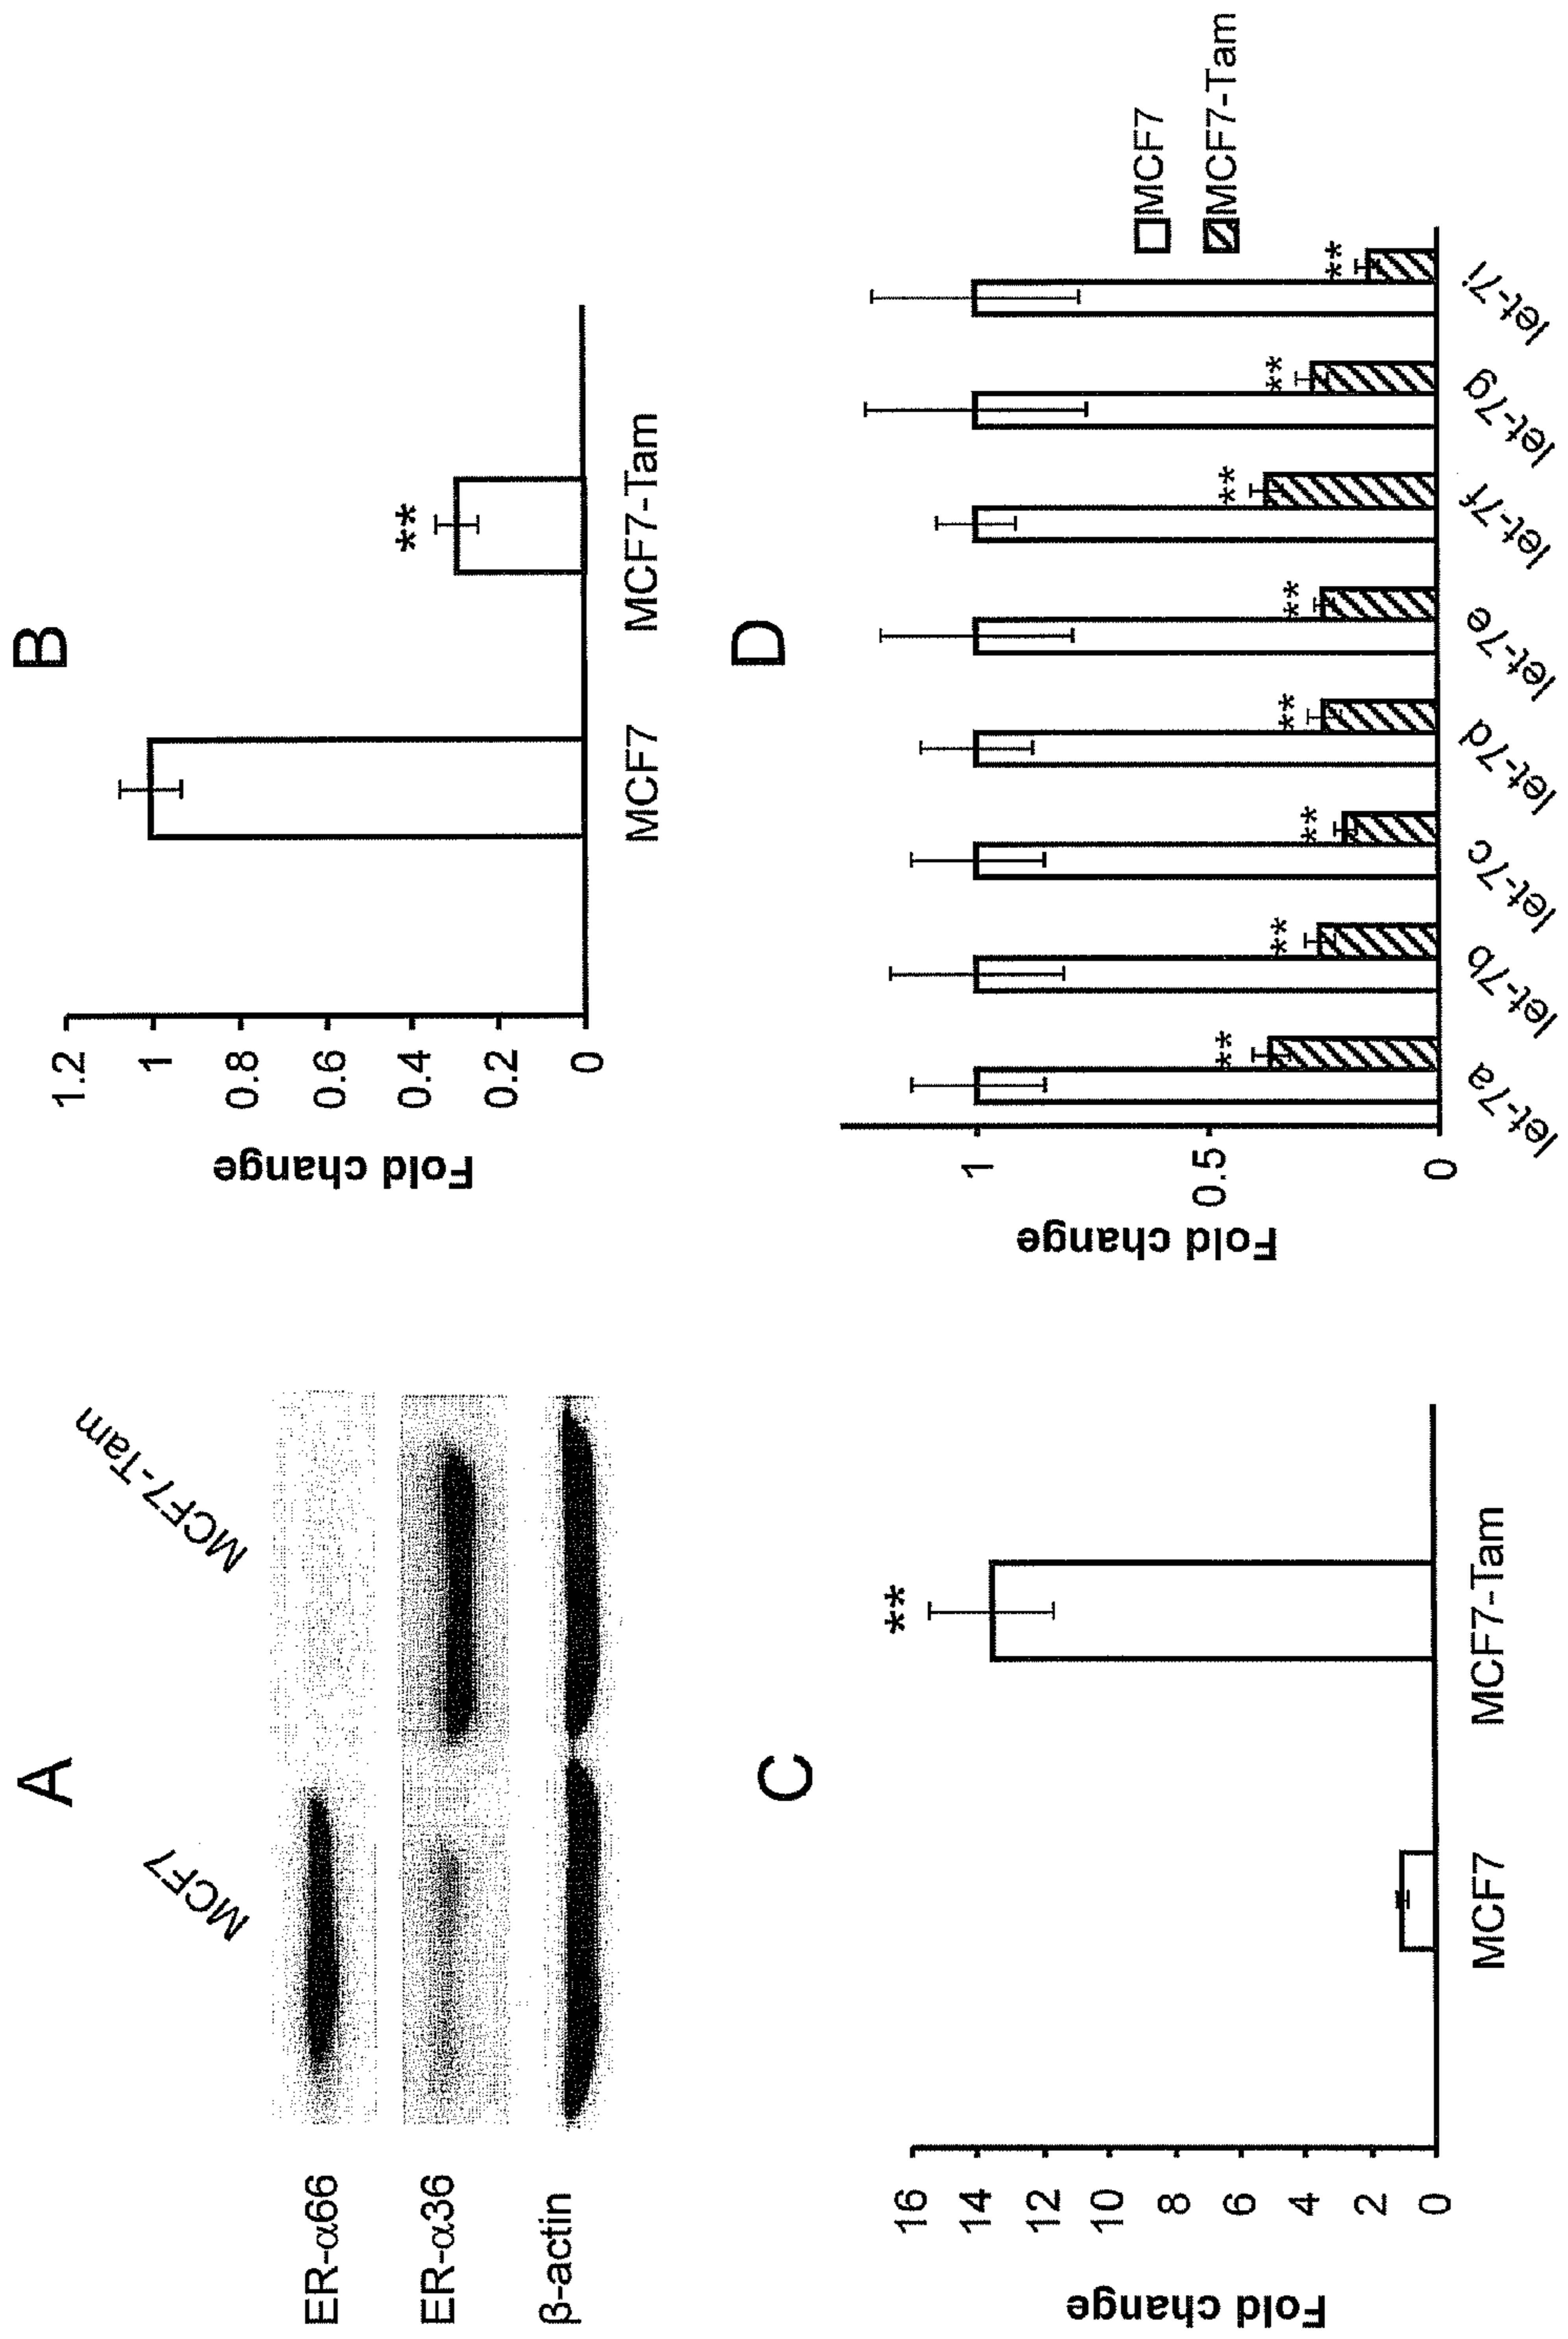 A
MCF7
MCF7-Tam
ER-α66
ER-α36
β-actin
B
Fold change
1.2
1
0.8
0.6
0.4
0.2
0
**
MCF7
MCF7-Tam
C
Fold change
16
14
12
10
8
6
4
2
0
**
MCF7
MCF7-Tam
D
Fold change
1
0.5
0
**
**
**
**
**
**
**
**
let-7a
let-7b
let-7c
let-7d
let-7e
let-7f
let-7g
let-7i
MCF7
MCF7-Tam